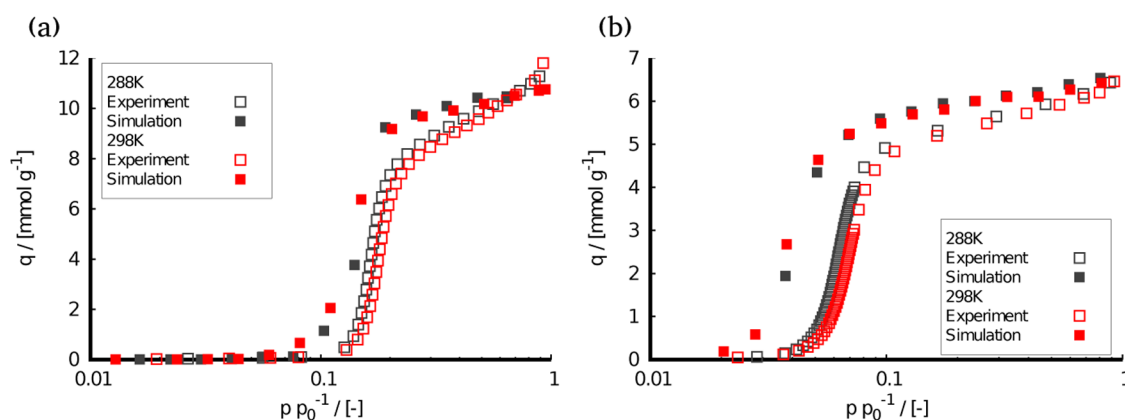 (a)
12
10
8
6
4
2
0
q / [mmol g⁻¹]
288K
Experiment
Simulation
298K
Experiment
Simulation
0.01
0.1
1
p p₀⁻¹ / [-]
(b)
7
6
5
4
3
2
1
0
q / [mmol g⁻¹]
288K
Experiment
Simulation
298K
Experiment
Simulation
0.01
0.1
1
p p₀⁻¹ / [-]